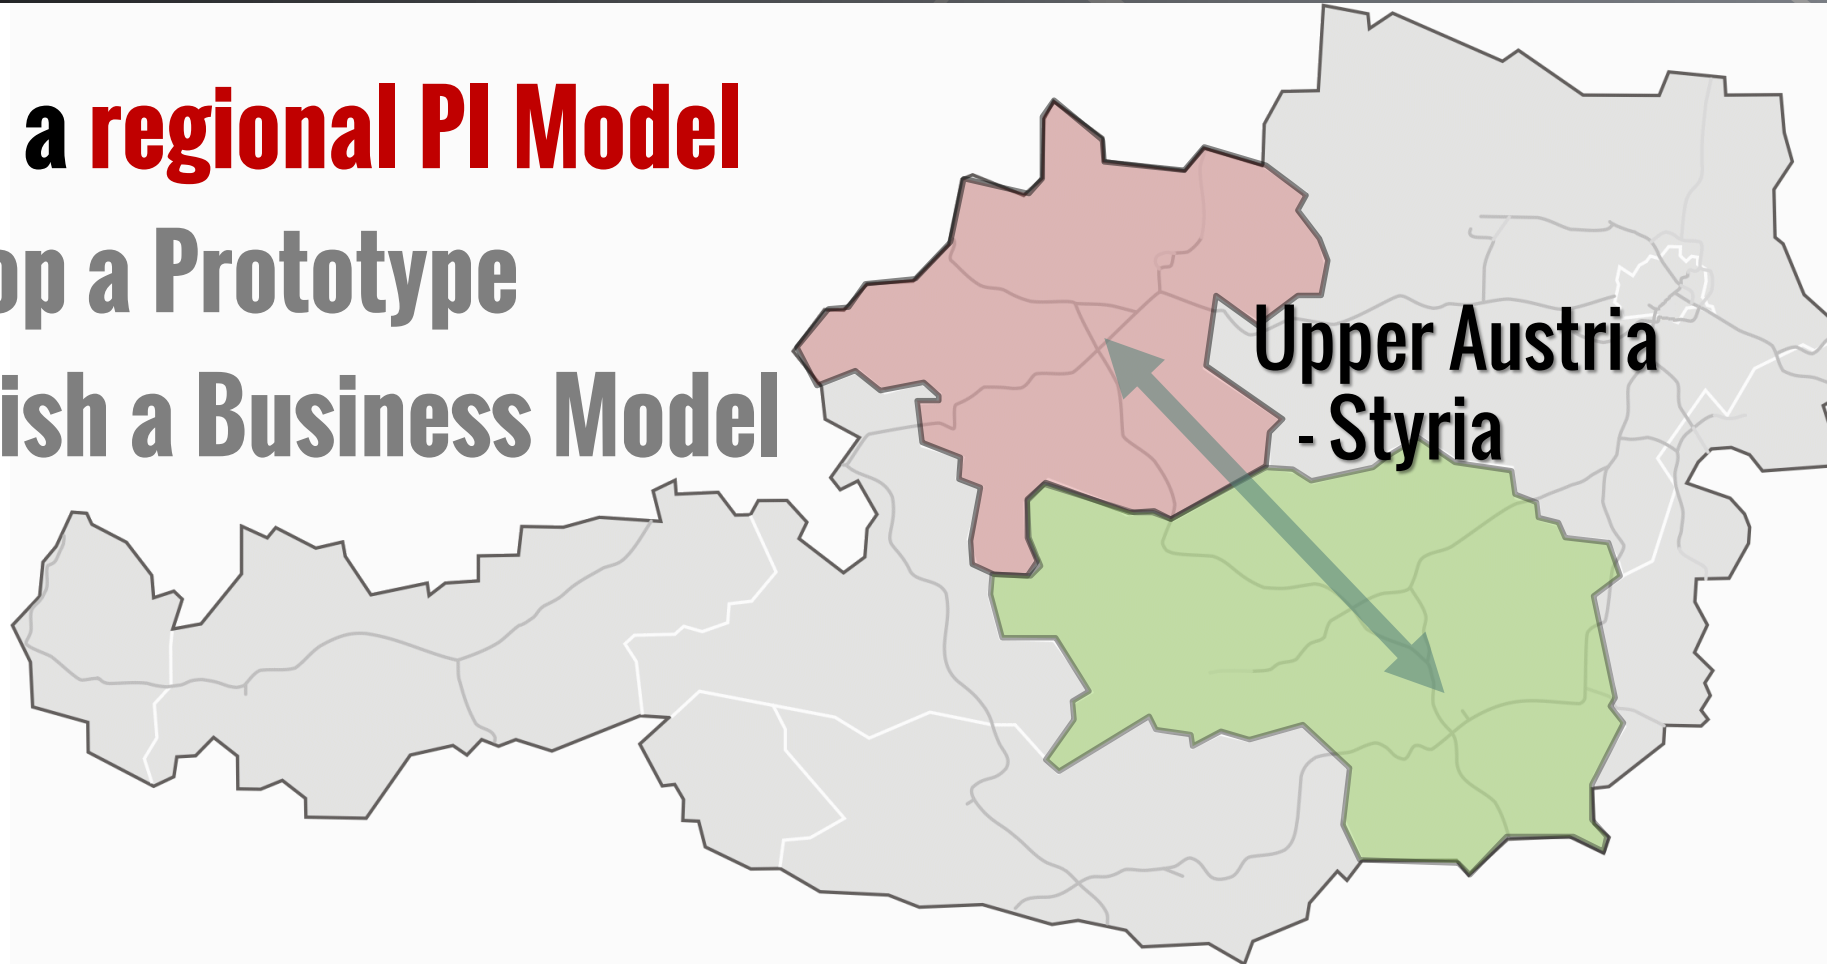 a regional PI Model
op a Prototype
ish a Business Model
Upper Austria
- Styria